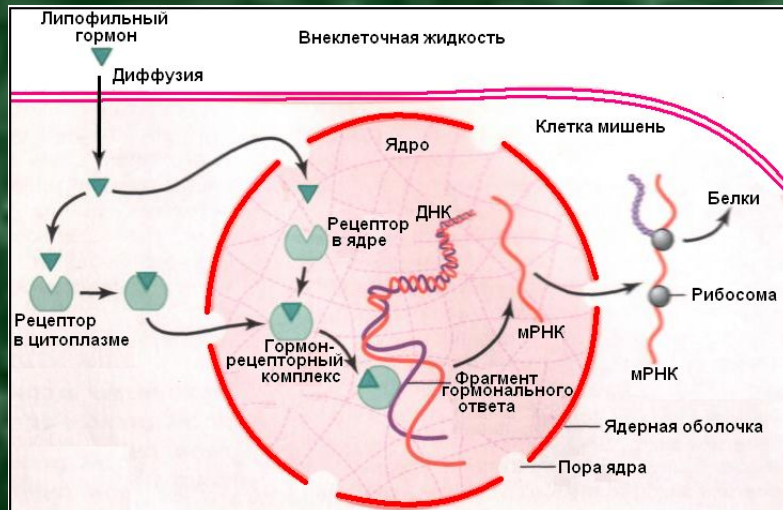 Липофильный
гормон
Внеклеточная жидкость
Диффузия
Клетка мишень
Ядро
Белки
ДНК
Рецептор
в ядре
Рибосома
Рецептор
в цитоплазме
мРНК
Гормон-
рецепторный
комплекс
Фрагмент
гормонального
ответа
мРНК
Ядерная оболочка
Пора ядра